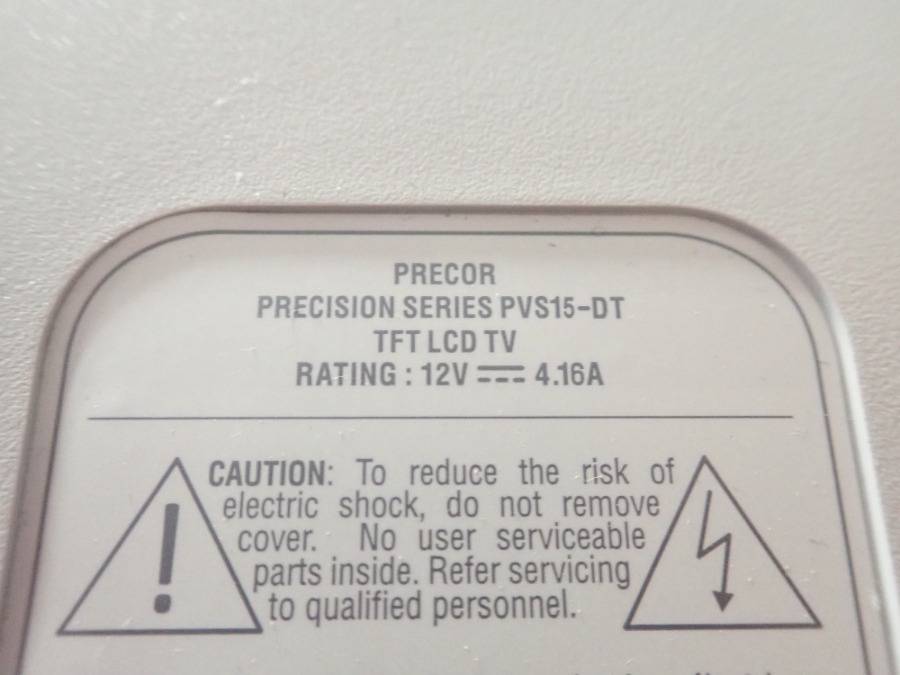 PRECOR
PRECISION SERIES PVS15-DT
TFT LCD TV
RATING : 12V ⎓ 4.16A
CAUTION: To reduce the risk of
electric shock, do not remove
cover. No user serviceable
parts inside. Refer servicing
to qualified personnel.